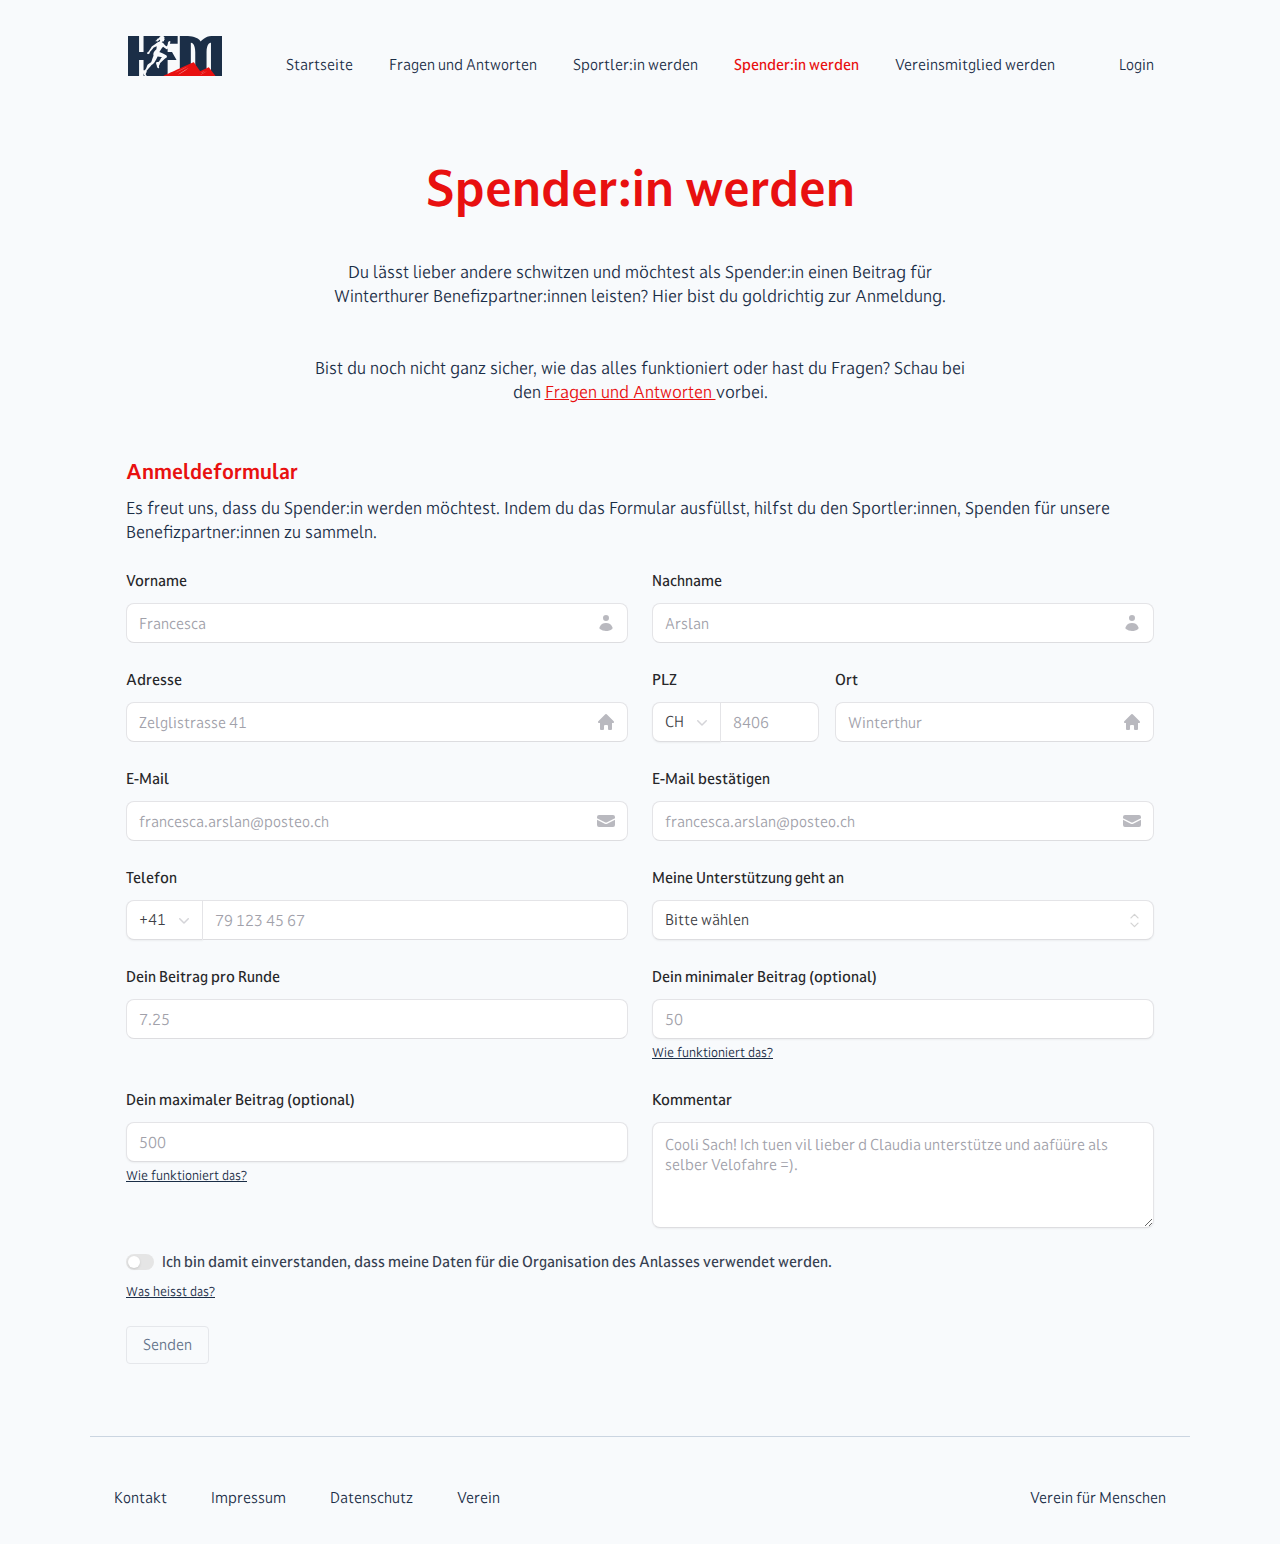 HFM
Startseite
Fragen und Antworten
Sportler:in werden
Spender:in werden
Vereinsmitglied werden
Login
Spender:in werden
Du lässt lieber andere schwitzen und möchtest als Spender:in einen Beitrag für
Winterthurer Benefizpartner:innen leisten? Hier bist du goldrichtig zur Anmeldung.
Bist du noch nicht ganz sicher, wie das alles funktioniert oder hast du Fragen? Schau bei
den Fragen und Antworten vorbei.
Anmeldeformular
Es freut uns, dass du Spender:in werden möchtest. Indem du das Formular ausfüllst, hilfst du den Sportler:innen, Spenden für unsere
Benefizpartner:innen zu sammeln.
Vorname
Nachname
Francesca
Arslan
Adresse
PLZ
Ort
Zelglistrasse 41
CH
8406
Winterthur
E-Mail
E-Mail bestätigen
francesca.arslan@posteo.ch
francesca.arslan@posteo.ch
Telefon
Meine Unterstützung geht an
+41
79 123 45 67
Bitte wählen
Dein Beitrag pro Runde
Dein minimaler Beitrag (optional)
7.25
50
Wie funktioniert das?
Dein maximaler Beitrag (optional)
Kommentar
500
Cooli Sach! Ich tuen vil lieber d Claudia unterstütze und aafüüre als
selber Velofahre =).
Wie funktioniert das?
Ich bin damit einverstanden, dass meine Daten für die Organisation des Anlasses verwendet werden.
Was heisst das?
Senden
Kontakt
Impressum
Datenschutz
Verein
Verein für Menschen